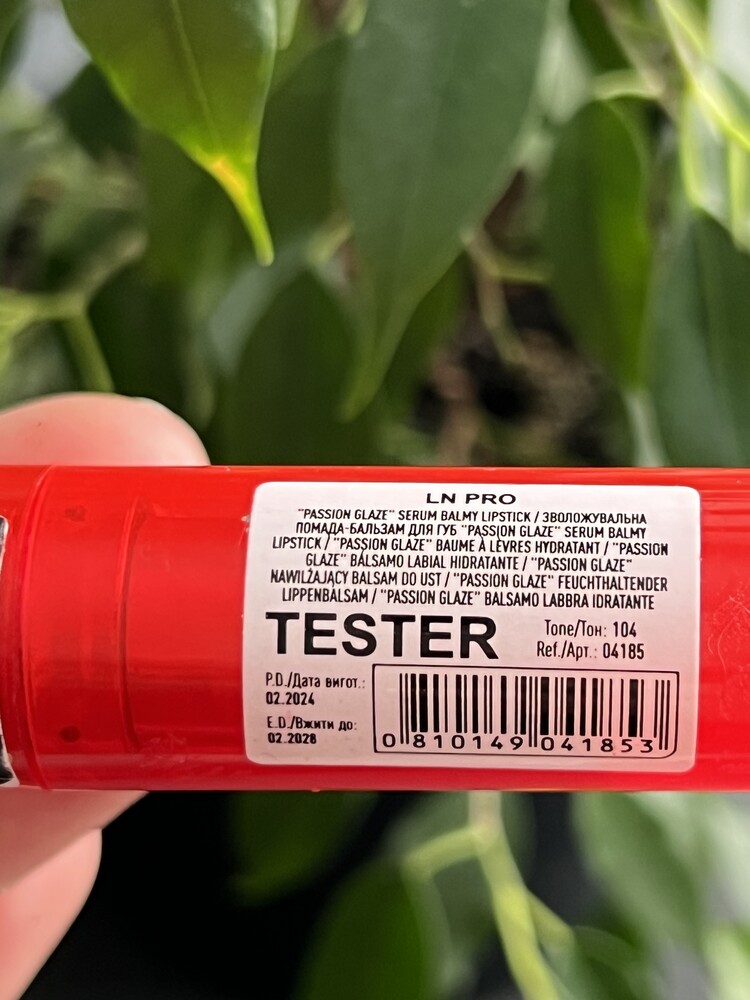 LN PRO
"PASSION GLAZE" SERUM BALMY LIPSTICK / ЗВОЛОЖУВАЛЬНА
ПОМАДА-БАЛЬЗАМ ДЛЯ ГУБ "PASSION GLAZE" SERUM BALMY
LIPSTICK / "PASSION GLAZE" BAUME À LÈVRES HYDRATANT / "PASSION
GLAZE" BÁLSAMO LABIAL HIDRATANTE / "PASSION GLAZE"
NAWILŻAJĄCY BALSAM DO UST / "PASSION GLAZE" FEUCHTHALTENDER
LIPPENBALSAM / "PASSION GLAZE" BALSAMO LABBRA IDRATANTE
TESTER
Tone/Тон: 104
Ref./Арт.: 04185
P.D./Дата вигот.:
02.2024
E.D./Вжити до:
02.2028
0 810149 041853